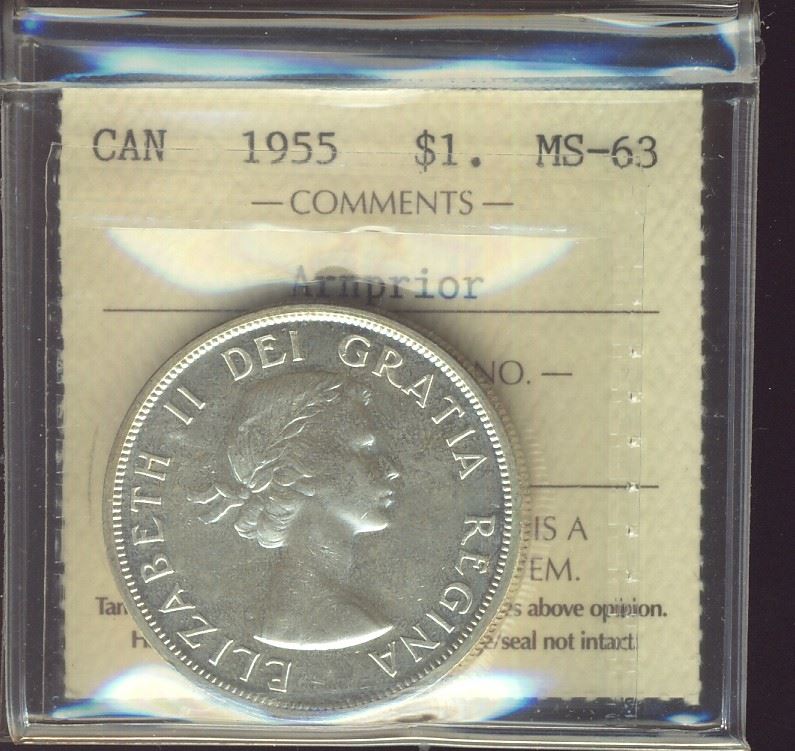 CAN 1955 $1. MS-63
— COMMENTS —
Arnprior
NO. —
IS A
EM.
Tar s above opinion.
H e/seal not intact.
ELIZABETH II DEI GRATIA REGINA